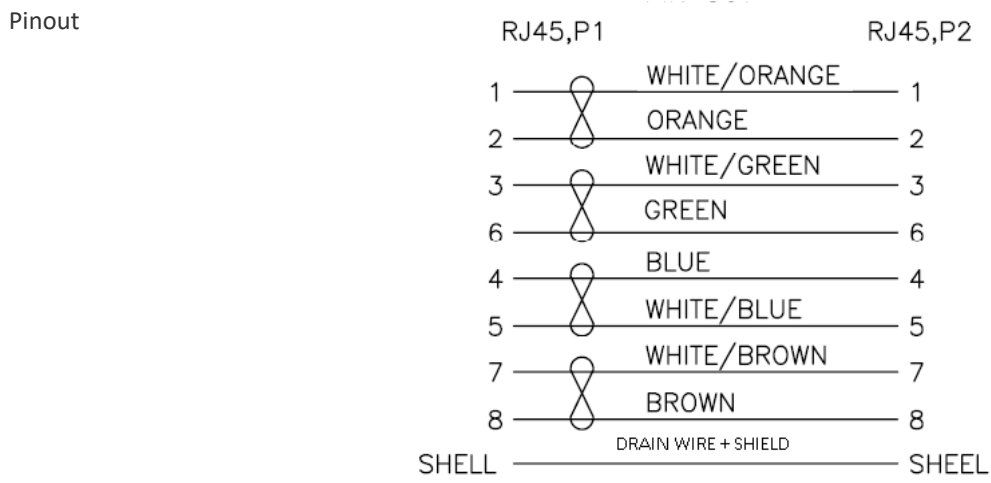 Pinout
RJ45,P1 RJ45,P2
1 WHITE/ORANGE 1
2 ORANGE 2
3 WHITE/GREEN 3
6 GREEN 6
4 BLUE 4
5 WHITE/BLUE 5
7 WHITE/BROWN 7
8 BROWN 8
SHELL DRAIN WIRE + SHIELD SHEEL